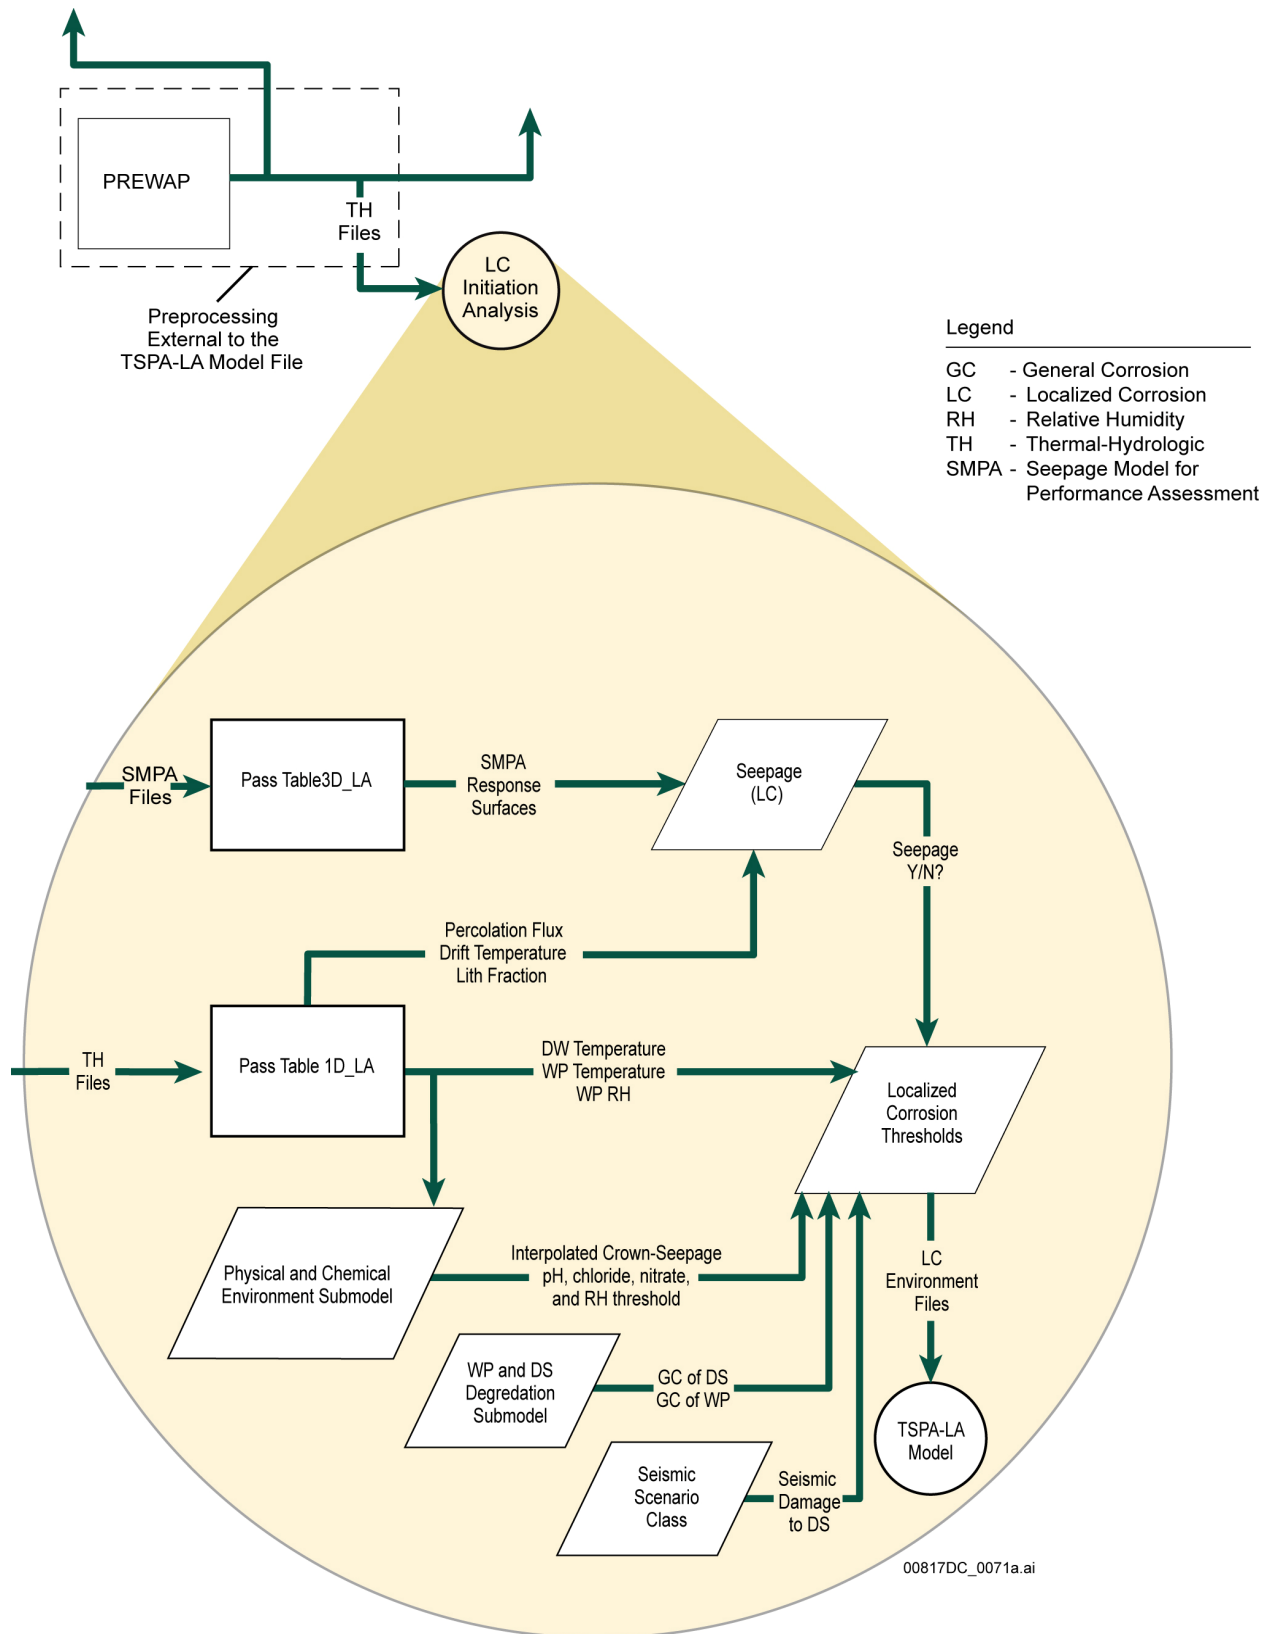 PREWAP
TH
Files
LC
Initiation
Analysis
Preprocessing
External to the
TSPA-LA Model File
Legend
GC - General Corrosion
LC - Localized Corrosion
RH - Relative Humidity
TH - Thermal-Hydrologic
SMPA - Seepage Model for
Performance Assessment
SMPA
Files
Pass Table3D_LA
SMPA
Response
Surfaces
Seepage
(LC)
Seepage
Y/N?
Percolation Flux
Drift Temperature
Lith Fraction
TH
Files
Pass Table 1D_LA
DW Temperature
WP Temperature
WP RH
Localized
Corrosion
Thresholds
Physical and Chemical
Environment Submodel
Interpolated Crown-Seepage
pH, chloride, nitrate,
and RH threshold
LC
Environment
Files
WP and DS
Degredation
Submodel
GC of DS
GC of WP
TSPA-LA
Model
Seismic
Scenario
Class
Seismic
Damage
to DS
00817DC_0071a.ai